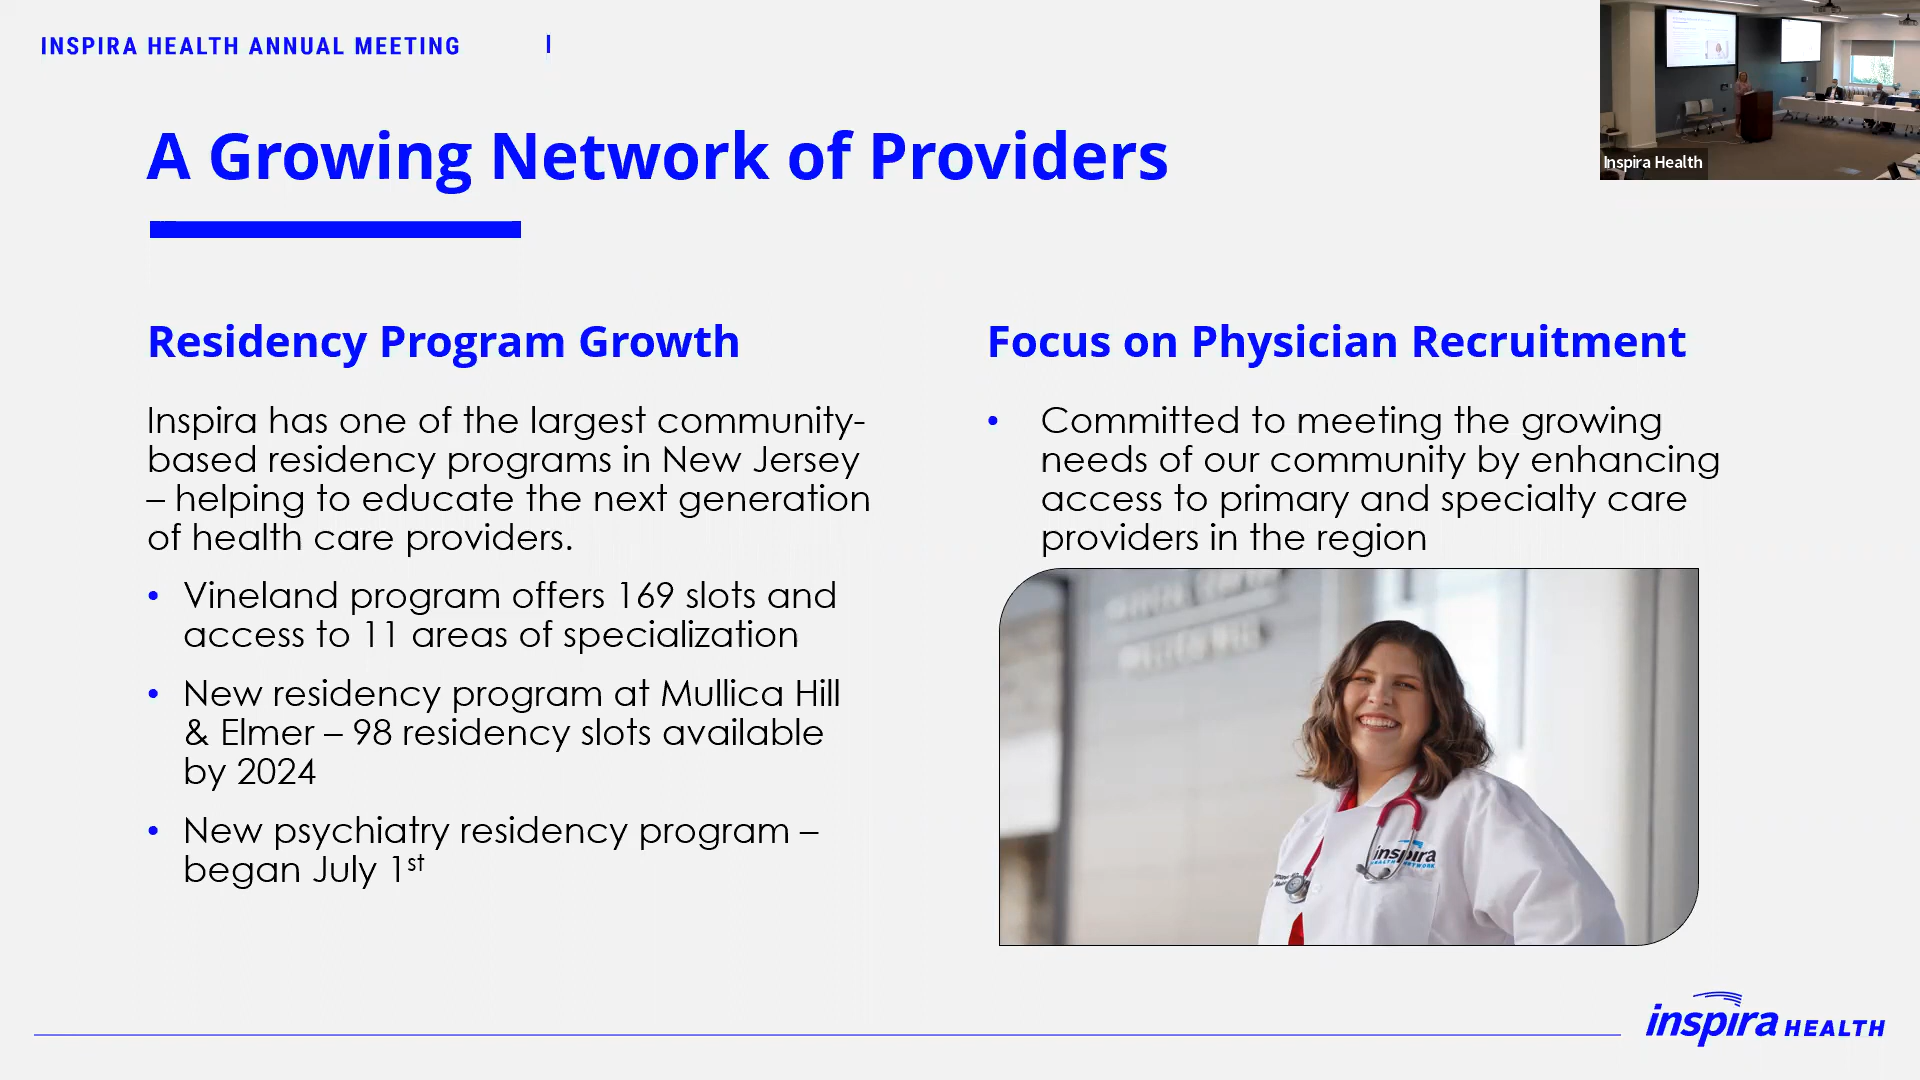 INSPIRA HEALTH ANNUAL MEETING |
Inspira Health
A Growing Network of Providers
Residency Program Growth
Inspira has one of the largest community-
based residency programs in New Jersey
– helping to educate the next generation
of health care providers.
• Vineland program offers 169 slots and
access to 11 areas of specialization
• New residency program at Mullica Hill
& Elmer – 98 residency slots available
by 2024
• New psychiatry residency program –
began July 1st
Focus on Physician Recruitment
• Committed to meeting the growing
needs of our community by enhancing
access to primary and specialty care
providers in the region
inspira
HEALTH NETWORK
inspira HEALTH